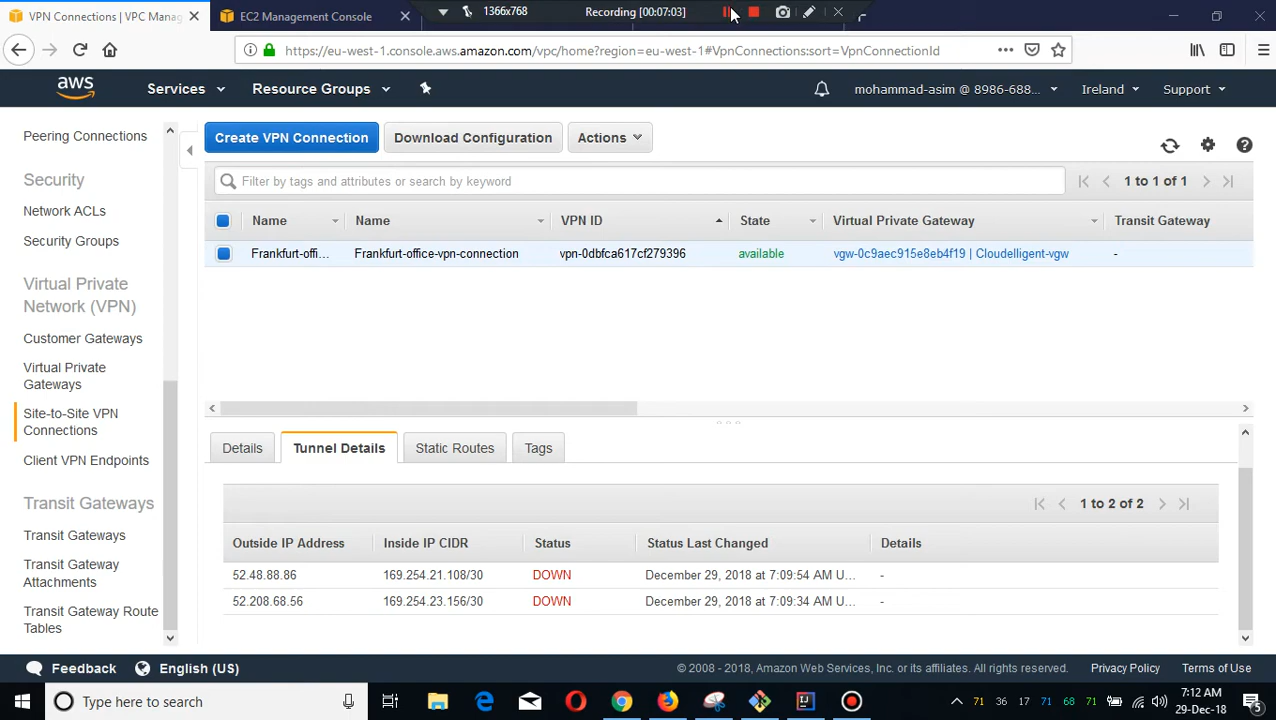 VPN Connections | VPC Manag
EC2 Management Console
1366x768
Recording [00:07:03]
https://eu-west-1.console.aws.amazon.com/vpc/home?region=eu-west-1#VpnConnections:sort=VpnConnectionId
aws
Services
Resource Groups
mohammad-asim @ 8986-688...
Ireland
Support
Peering Connections
Security
Network ACLs
Security Groups
Virtual Private
Network (VPN)
Customer Gateways
Virtual Private
Gateways
Site-to-Site VPN
Connections
Client VPN Endpoints
Transit Gateways
Transit Gateways
Transit Gateway
Attachments
Transit Gateway Route
Tables
Create VPN Connection
Download Configuration
Actions
Filter by tags and attributes or search by keyword
1 to 1 of 1
Name Name VPN ID State Virtual Private Gateway Transit Gateway
Frankfurt-offi... Frankfurt-office-vpn-connection vpn-0dbfca617cf279396 available vgw-0c9aec915e8eb4f19 | Cloudelligent-vgw -
Details
Tunnel Details
Static Routes
Tags
1 to 2 of 2
Outside IP Address Inside IP CIDR Status Status Last Changed Details
52.48.88.86 169.254.21.108/30 DOWN December 29, 2018 at 7:09:54 AM U... -
52.208.68.56 169.254.23.156/30 DOWN December 29, 2018 at 7:09:34 AM U... -
Feedback
English (US)
© 2008 - 2018, Amazon Web Services, Inc. or its affiliates. All rights reserved.
Privacy Policy
Terms of Use
Type here to search
71 36 17 71 68 71
7:12 AM
29-Dec-18
5